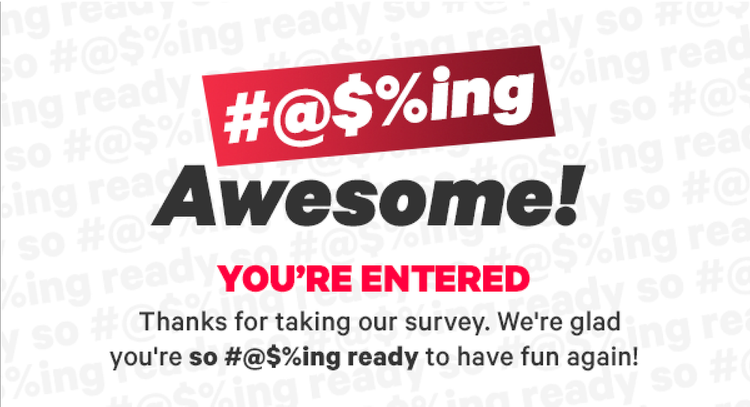 #@$%ing
Awesome!
YOU'RE ENTERED
Thanks for taking our survey. We're glad
you're so #@$%ing ready to have fun again!